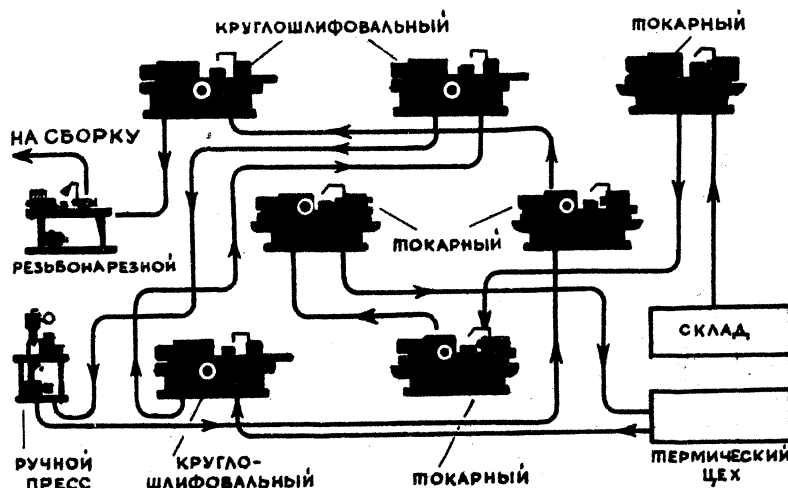 КРУГЛОШЛИФОВАЛЬНЫЙ
ТОКАРНЫЙ
НА СБОРКУ
РЕЗЬБОНАРЕЗНОЙ
ТОКАРНЫЙ
СКЛАД
РУЧНОЙ
ПРЕСС
КРУГЛО-
ШЛИФОВАЛЬНЫЙ
ТОКАРНЫЙ
ТЕРМИЧЕСКИЙ
ЦЕХ